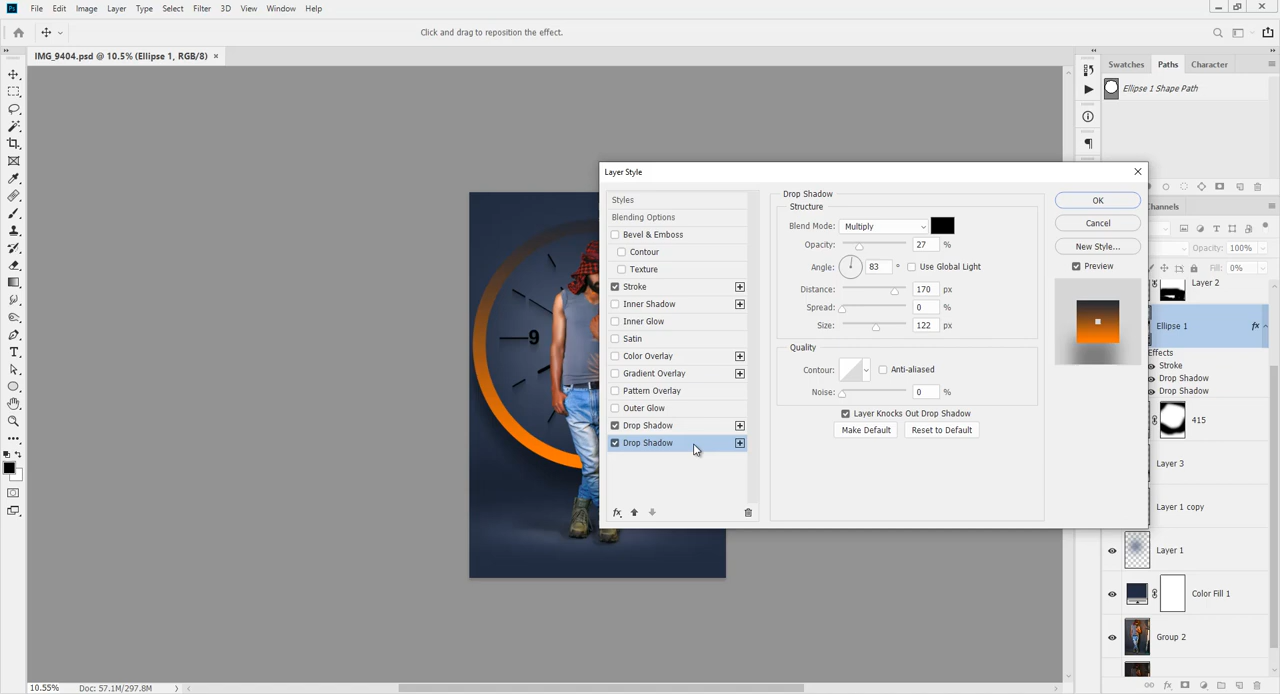 Ps File Edit Image Layer Type Select Filter 3D View Window Help
Click and drag to reposition the effect.
IMG_9404.psd @ 10.5% (Ellipse 1, RGB/8) ×
Swatches Paths Character
Ellipse 1 Shape Path
Layer Style
Styles
Blending Options
Bevel & Emboss
Contour
Texture
Stroke
Inner Shadow
Inner Glow
Satin
Color Overlay
Gradient Overlay
Pattern Overlay
Outer Glow
Drop Shadow
Drop Shadow
fx
Drop Shadow
Structure
Blend Mode: Multiply
Opacity: 27 %
Angle: 83 ° Use Global Light
Distance: 170 px
Spread: 0 %
Size: 122 px
Quality
Contour: Anti-aliased
Noise: 0 %
Layer Knocks Out Drop Shadow
Make Default Reset to Default
OK
Cancel
New Style...
Preview
9
Channels
Opacity: 100%
Fill: 0%
Layer 2
Ellipse 1 fx
Effects
Stroke
Drop Shadow
Drop Shadow
415
Layer 3
Layer 1 copy
Layer 1
Color Fill 1
Group 2
fx
10.55% Doc: 57.1M/297.8M